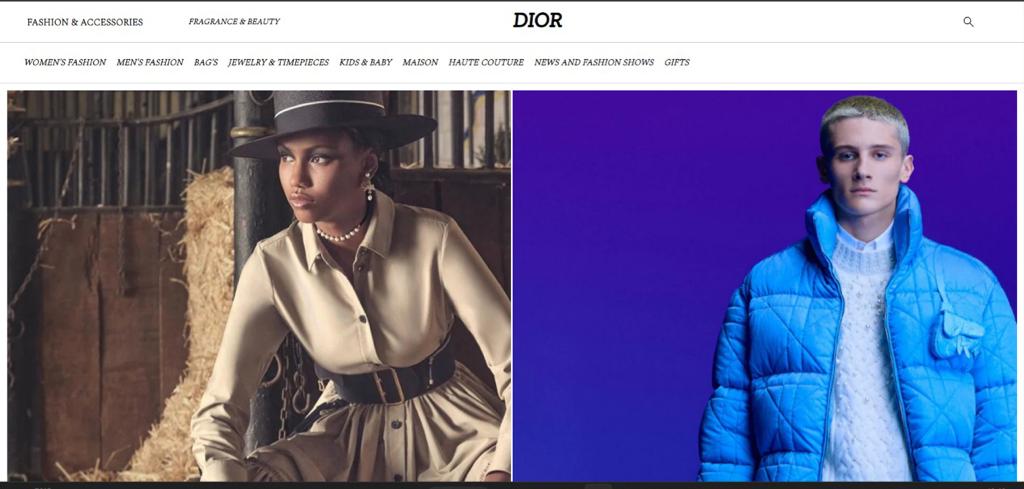 FASHION & ACCESSORIES FRAGRANCE & BEAUTY DIOR
WOMEN'S FASHION MEN'S FASHION BAG'S JEWELRY & TIMEPIECES KIDS & BABY MAISON HAUTE COUTURE NEWS AND FASHION SHOWS GIFTS